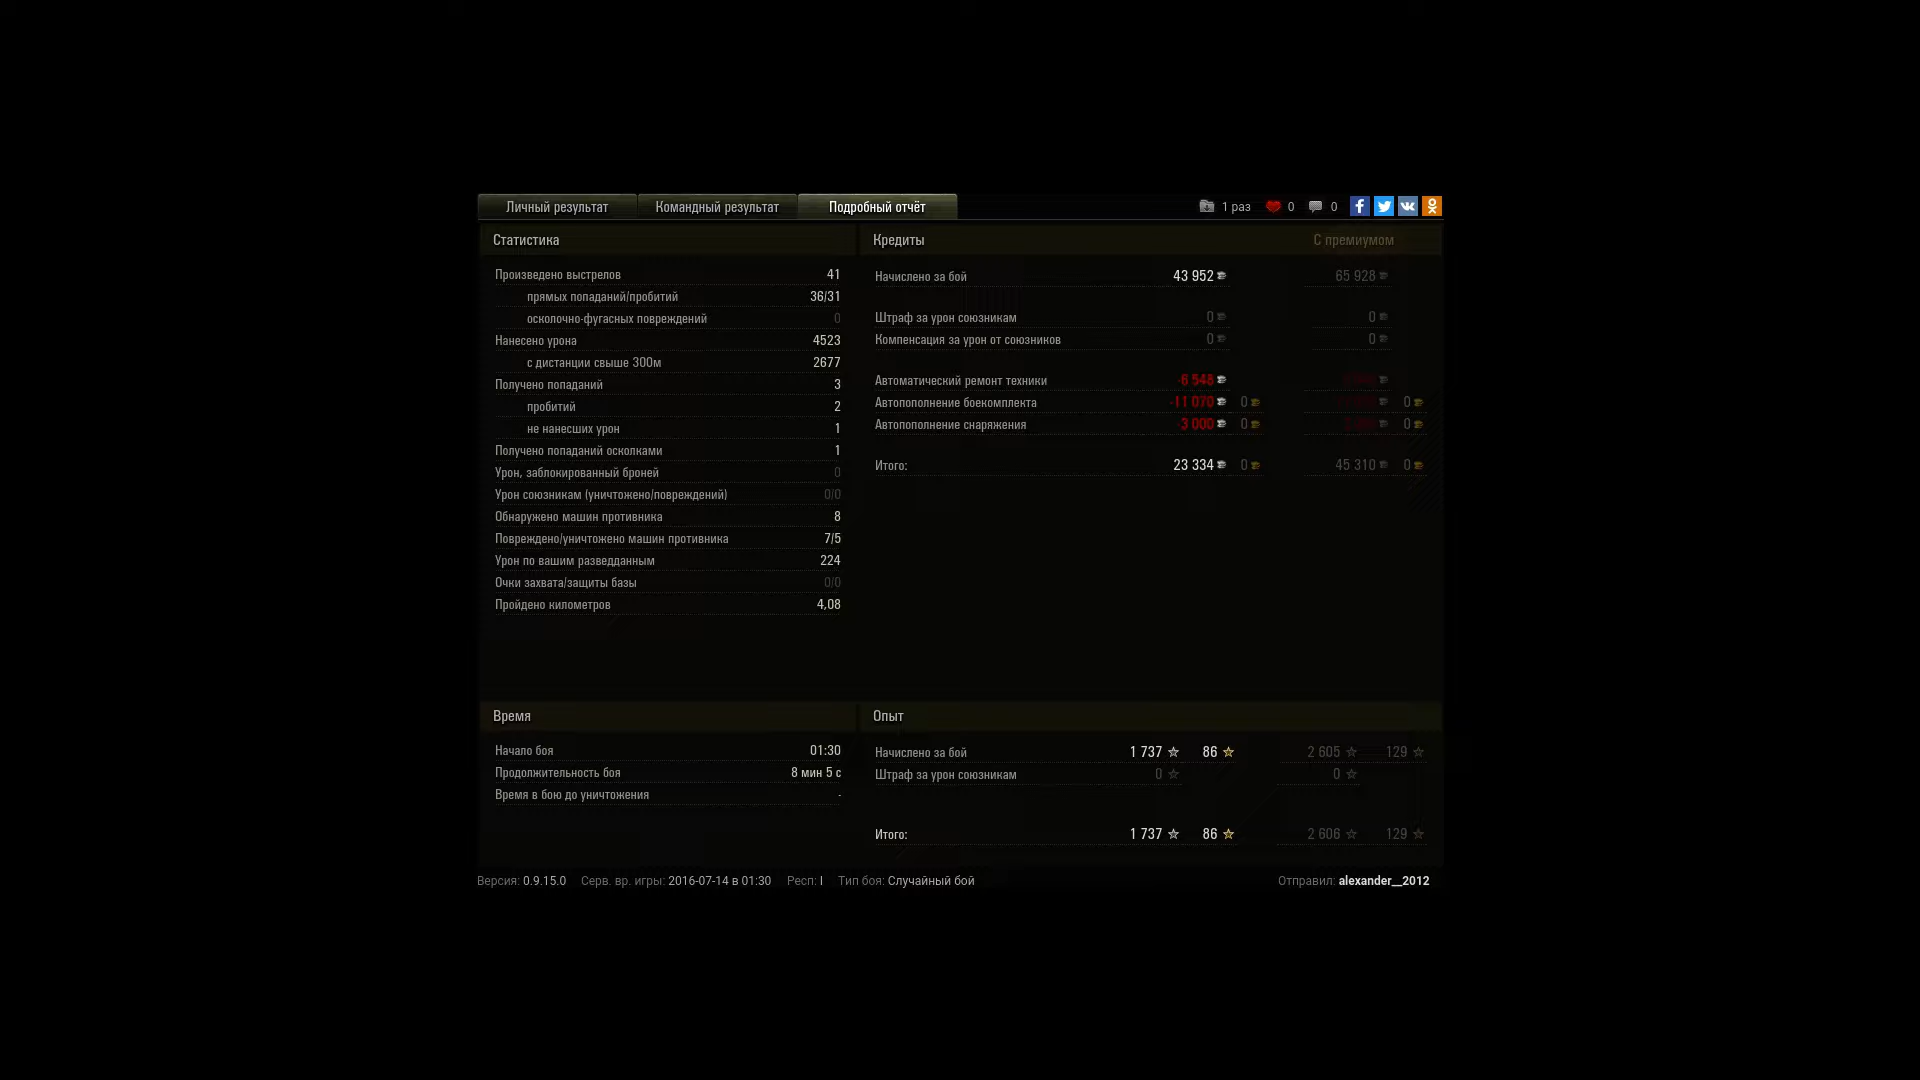 Личный результат Командный результат Подробный отчёт 1 раз 0 0
Статистика
Произведено выстрелов 41
прямых попаданий/пробитий 36/31
осколочно-фугасных повреждений 0
Нанесено урона 4523
с дистанции свыше 300м 2677
Получено попаданий 3
пробитий 2
не нанесших урон 1
Получено попаданий осколками 1
Урон, заблокированный броней 0
Урон союзникам (уничтожено/повреждений) 0/0
Обнаружено машин противника 8
Повреждено/уничтожено машин противника 7/5
Урон по вашим разведданным 224
Очки захвата/защиты базы 0/0
Пройдено километров 4,08
Кредиты С премиумом
Начислено за бой 43 952 65 928
Штраф за урон союзникам 0 0
Компенсация за урон от союзников 0 0
Автоматический ремонт техники -6 548
Автопополнение боекомплекта -11 070 0 0
Автопополнение снаряжения -3 000 0 0
Итого: 23 334 0 45 310 0
Время
Начало боя 01:30
Продолжительность боя 8 мин 5 с
Время в бою до уничтожения -
Опыт
Начислено за бой 1 737 86 2 605 129
Штраф за урон союзникам 0 0
Итого: 1 737 86 2 606 129
Версия: 0.9.15.0 Серв. вр. игры: 2016-07-14 в 01:30 Респ: I Тип боя: Случайный бой Отправил: alexander__2012